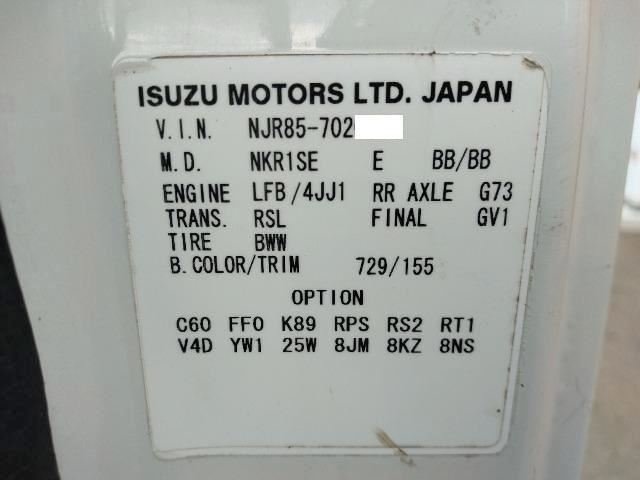 ISUZU MOTORS LTD. JAPAN
V.I.N. NJR85-702
M.D. NKR1SE E BB/BB
ENGINE LFB/4JJ1 RR AXLE G73
TRANS. RSL FINAL GV1
TIRE BWW
B.COLOR/TRIM 729/155
OPTION
C60 FF0 K89 RPS RS2 RT1
V4D YW1 25W 8JM 8KZ 8NS